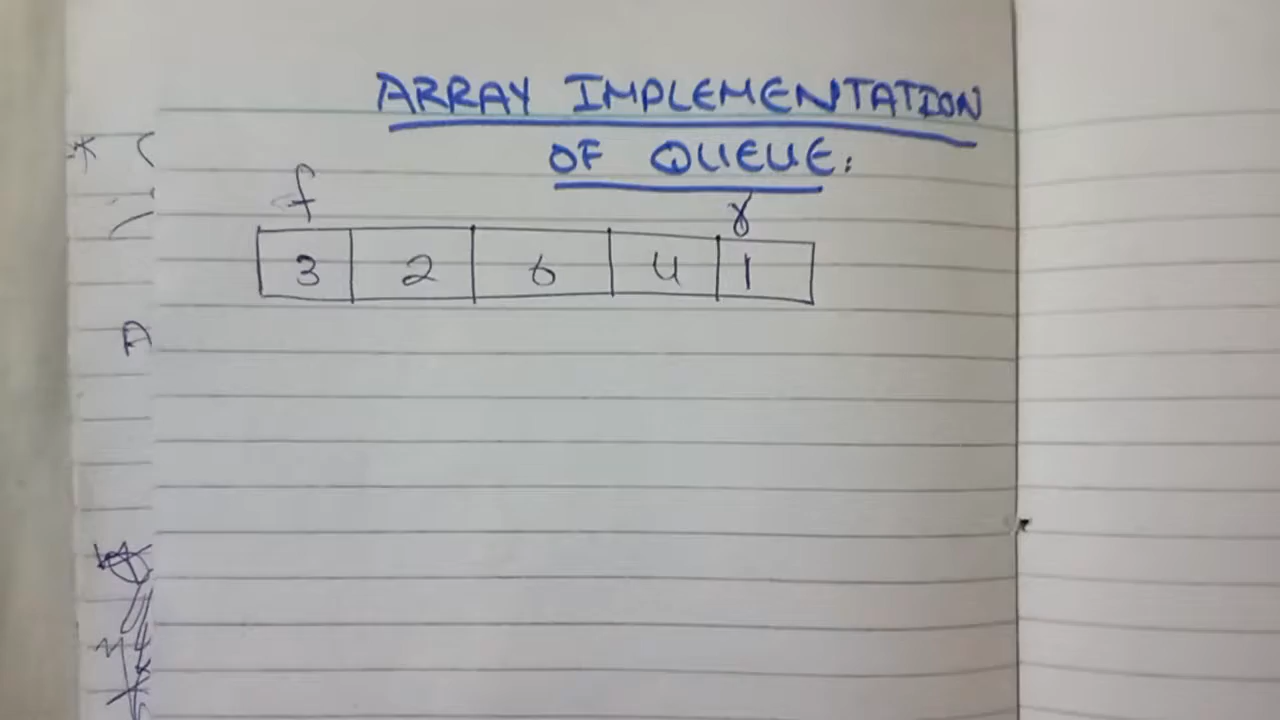 ARRAY IMPLEMENTATION
OF QUEUE:
f r
3 2 6 4 1
A